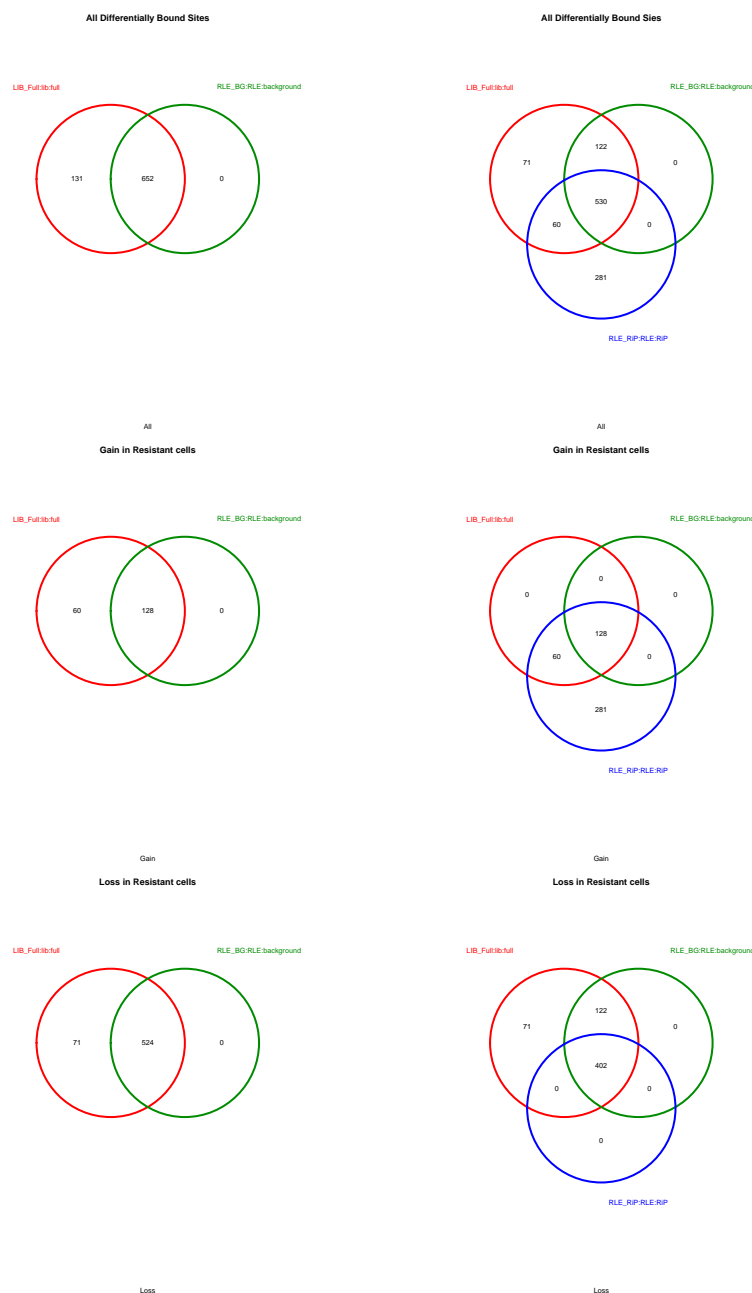 All Differentially Bound Sites
LIB_Full:lib:full
RLE_BG:RLE:background
131
652
0
All
All Differentially Bound Sies
LIB_Full:lib:full
RLE_BG:RLE:background
122
71
0
530
60
0
281
RLE_RiP:RLE:RiP
All
Gain in Resistant cells
LIB_Full:lib:full
RLE_BG:RLE:background
60
128
0
Gain
Gain in Resistant cells
LIB_Full:lib:full
RLE_BG:RLE:background
0
0
0
128
60
0
281
RLE_RiP:RLE:RiP
Gain
Loss in Resistant cells
LIB_Full:lib:full
RLE_BG:RLE:background
71
524
0
Loss
Loss in Resistant cells
LIB_Full:lib:full
RLE_BG:RLE:background
122
71
0
402
0
0
0
RLE_RiP:RLE:RiP
Loss